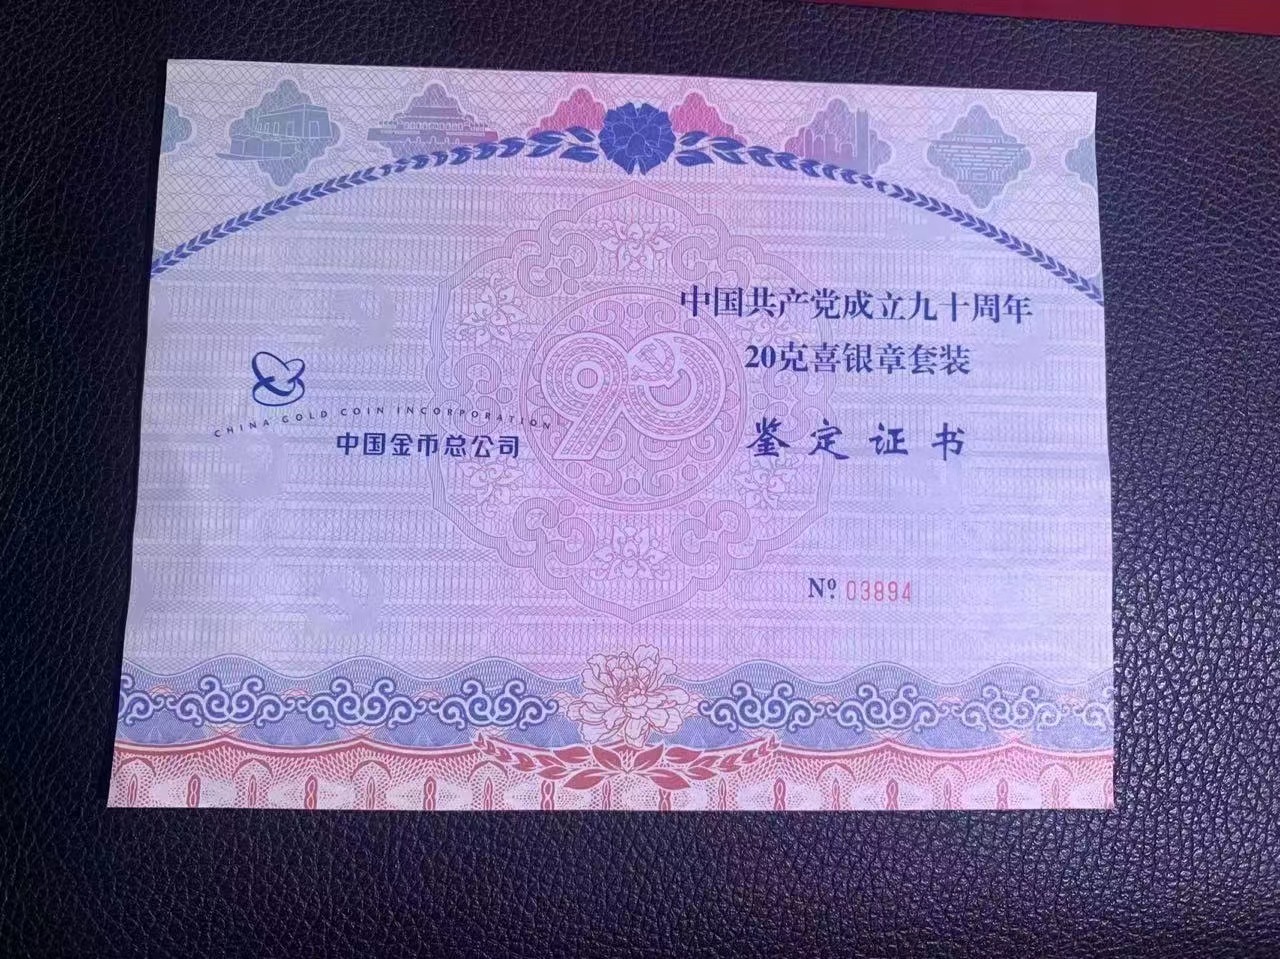 中国共产党成立九十周年
20克喜银章套装
鉴定证书
CHINA GOLD COIN INCORPORATION
中国金币总公司
90
Nº 03894